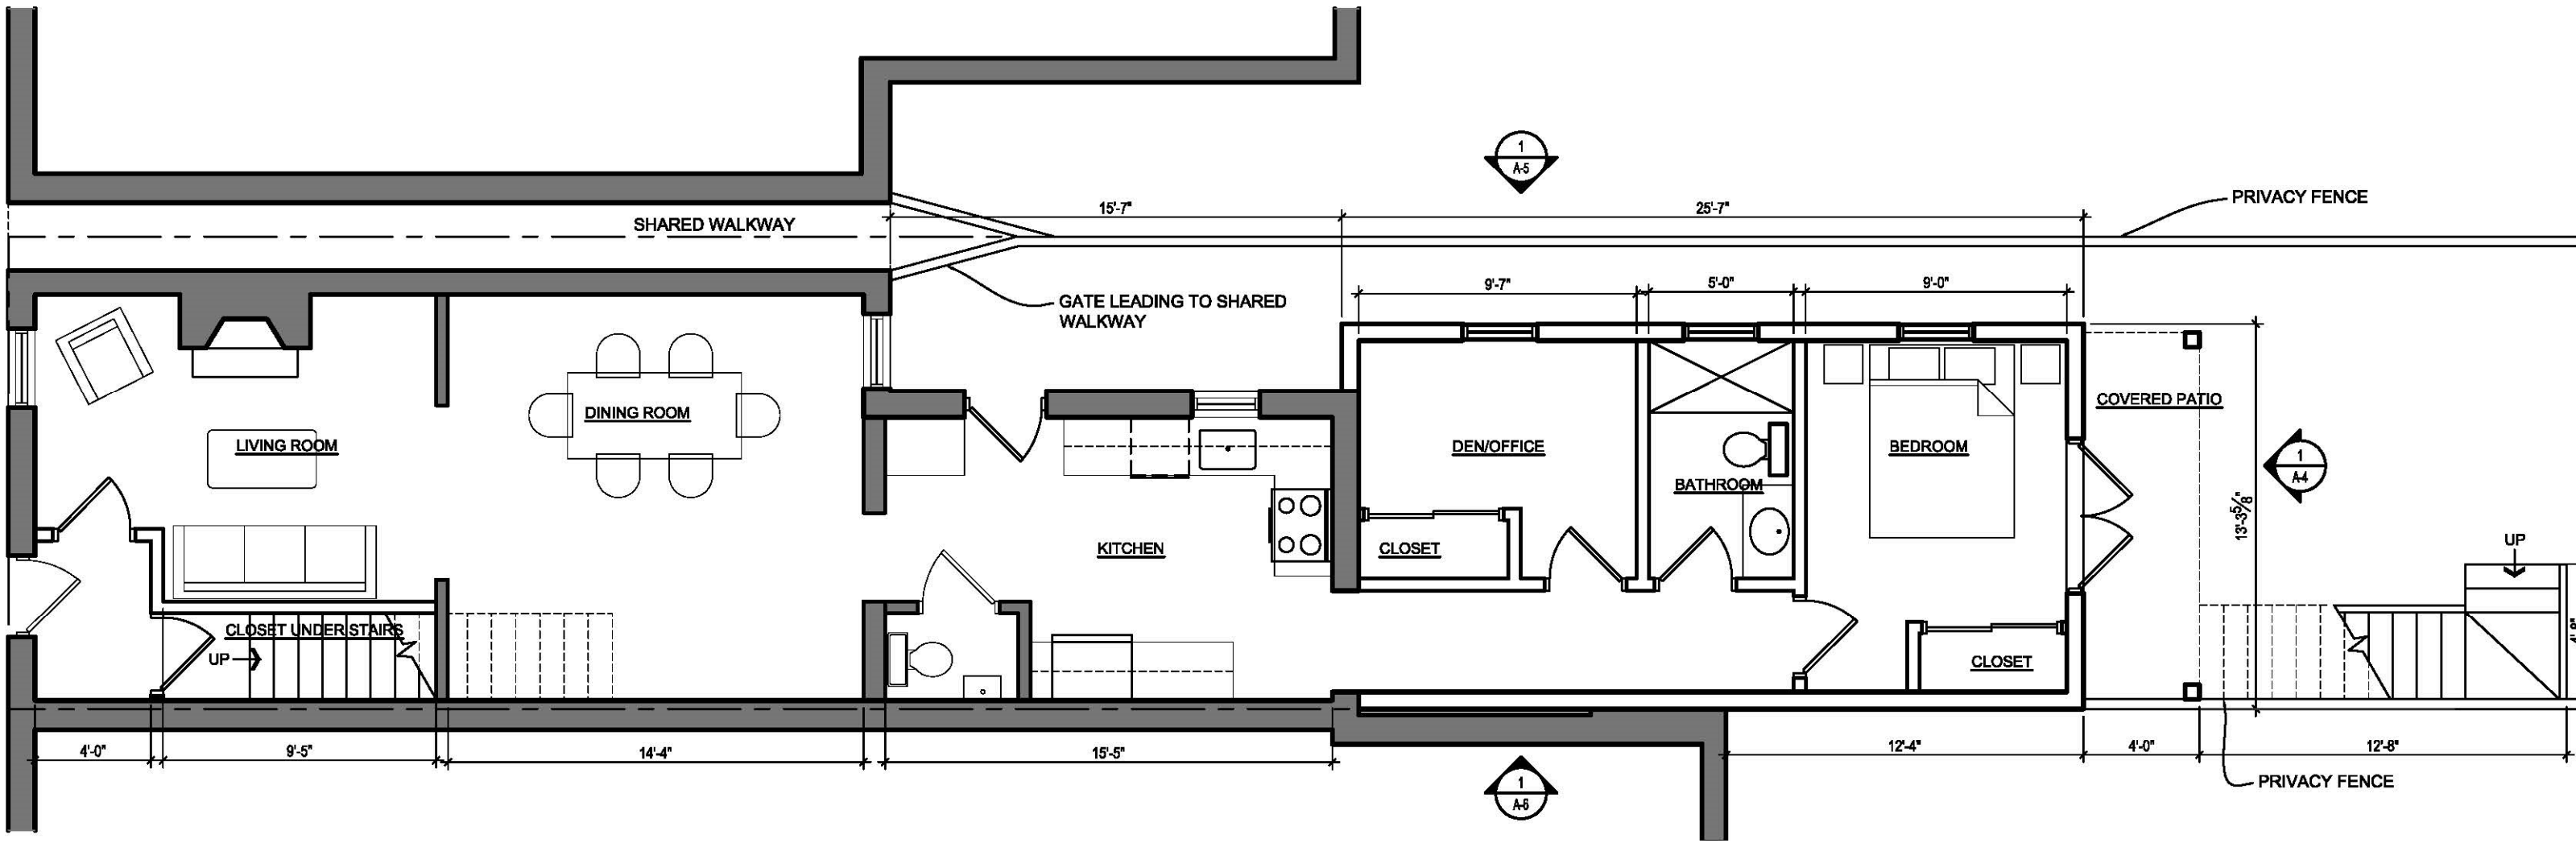 1
A-5
PRIVACY FENCE
15'-7"
25'-7"
SHARED WALKWAY
9'-7"
5'-0"
9'-0"
GATE LEADING TO SHARED
WALKWAY
COVERED PATIO
DINING ROOM
LIVING ROOM
DEN/OFFICE
BEDROOM
1
A-4
BATHROOM
13'-3⅝"
KITCHEN
CLOSET
UP
CLOSET UNDER STAIRS
UP
CLOSET
4'-0"
9'-5"
14'-4"
15'-5"
12'-4"
4'-0"
12'-8"
1
PRIVACY FENCE